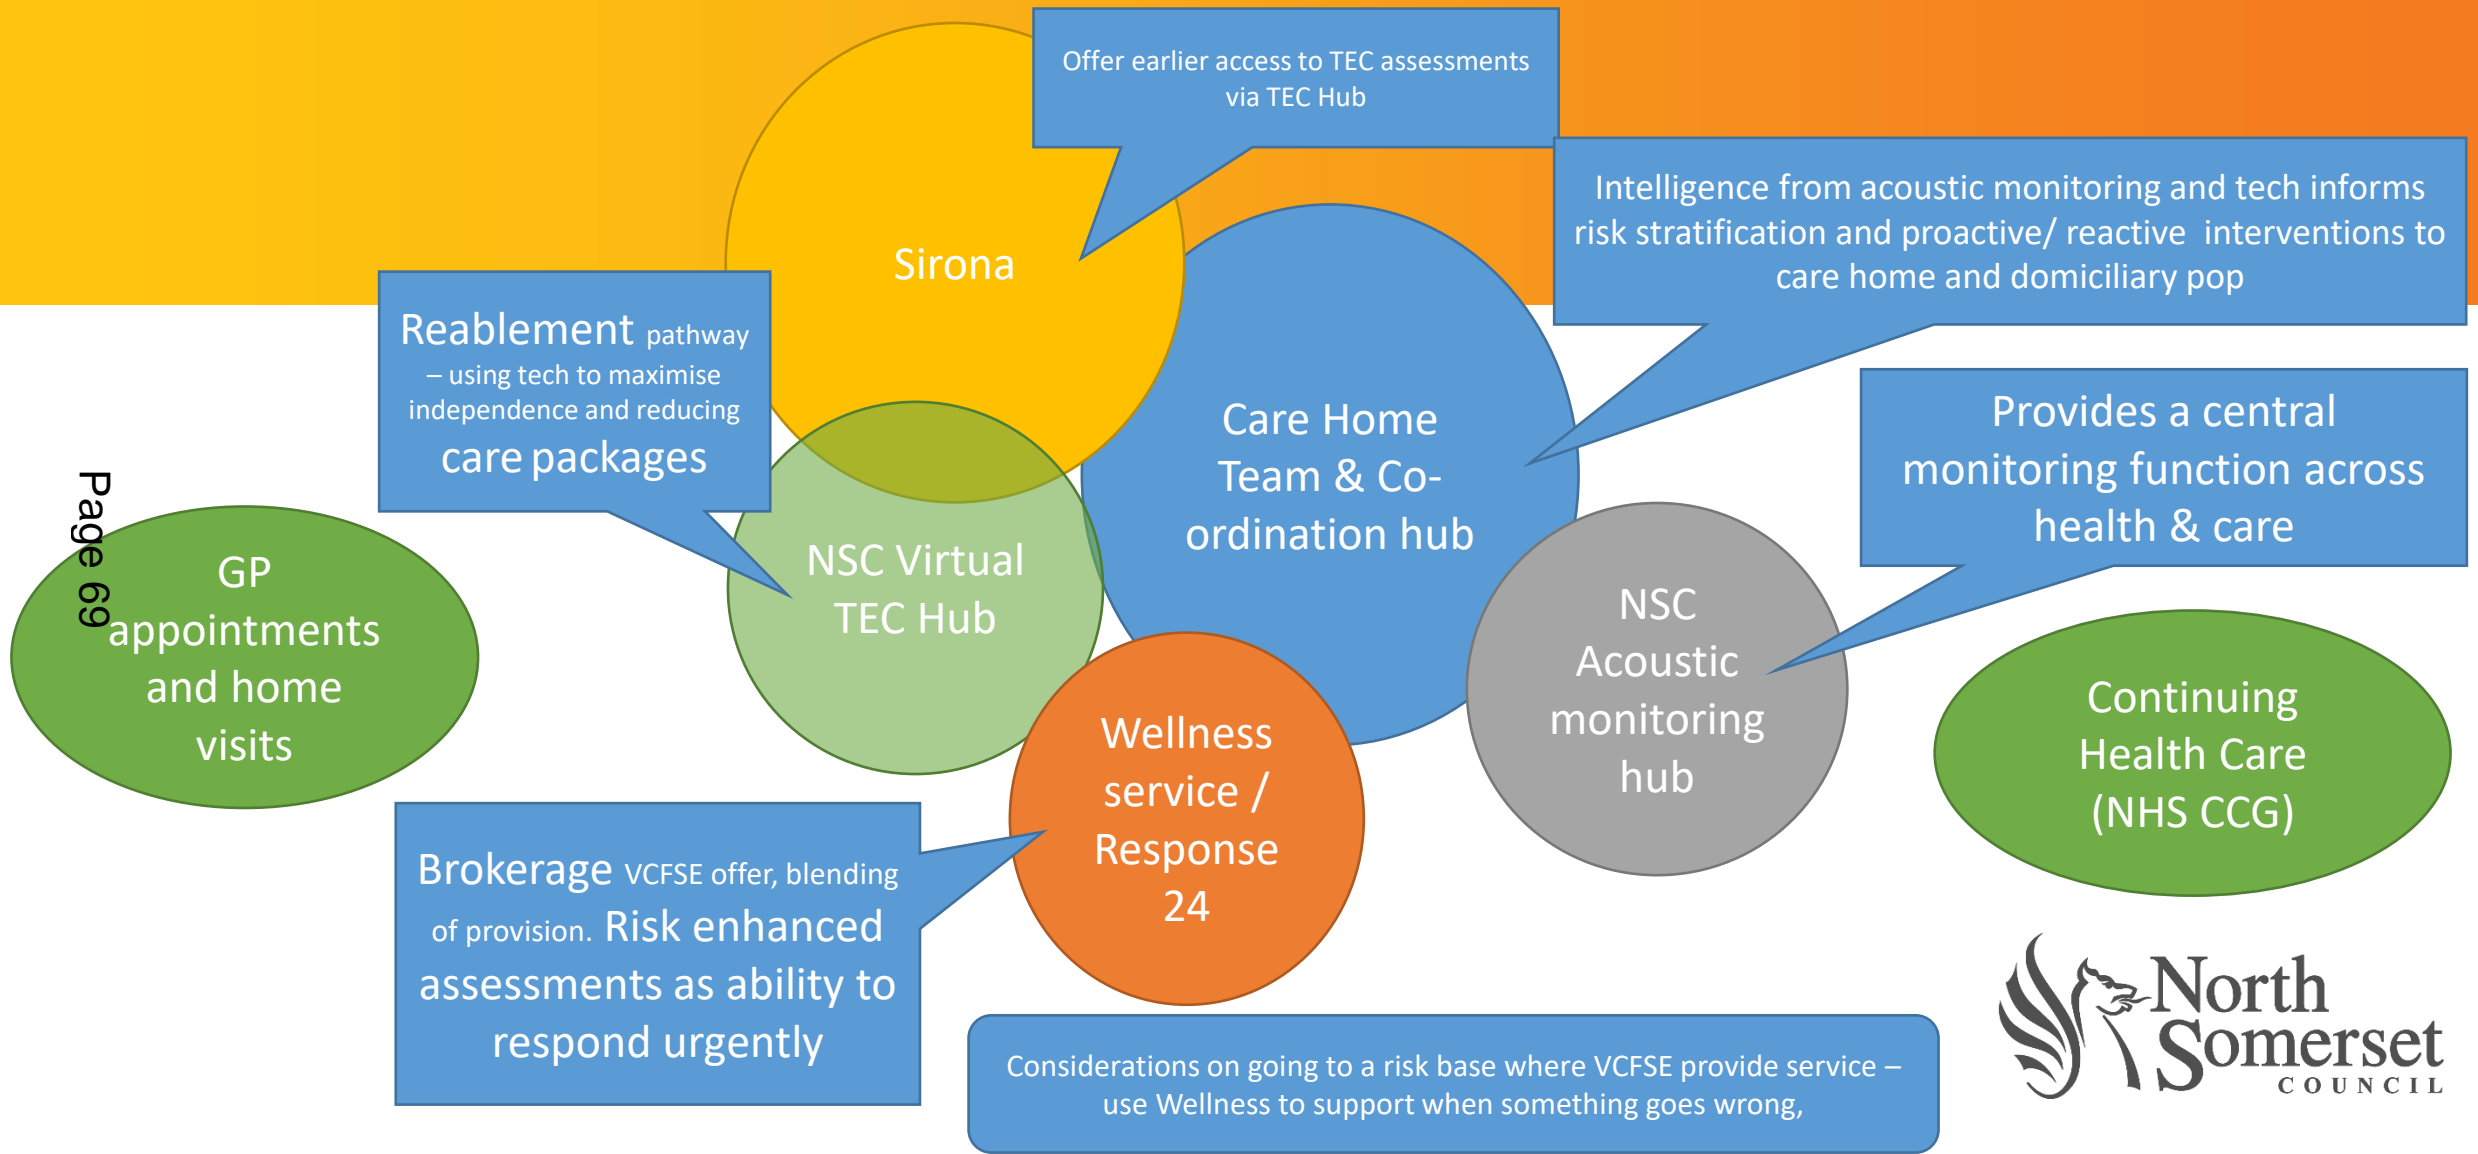 Offer earlier access to TEC assessments
via TEC Hub
Intelligence from acoustic monitoring and tech informs
risk stratification and proactive/ reactive  interventions to
care home and domiciliary pop
Sirona
Reablement pathway
– using tech to maximise
independence and reducing
care packages
Care Home
Team & Co-
ordination hub
Provides a central
monitoring function across
health & care
Page 69
GP
appointments
and home
visits
NSC Virtual
TEC Hub
NSC
Acoustic
monitoring
hub
Continuing
Health Care
(NHS CCG)
Wellness
service /
Response
24
Brokerage VCFSE offer, blending
of provision. Risk enhanced
assessments as ability to
respond urgently
Considerations on going to a risk base where VCFSE provide service –
use Wellness to support when something goes wrong,
North
Somerset
COUNCIL